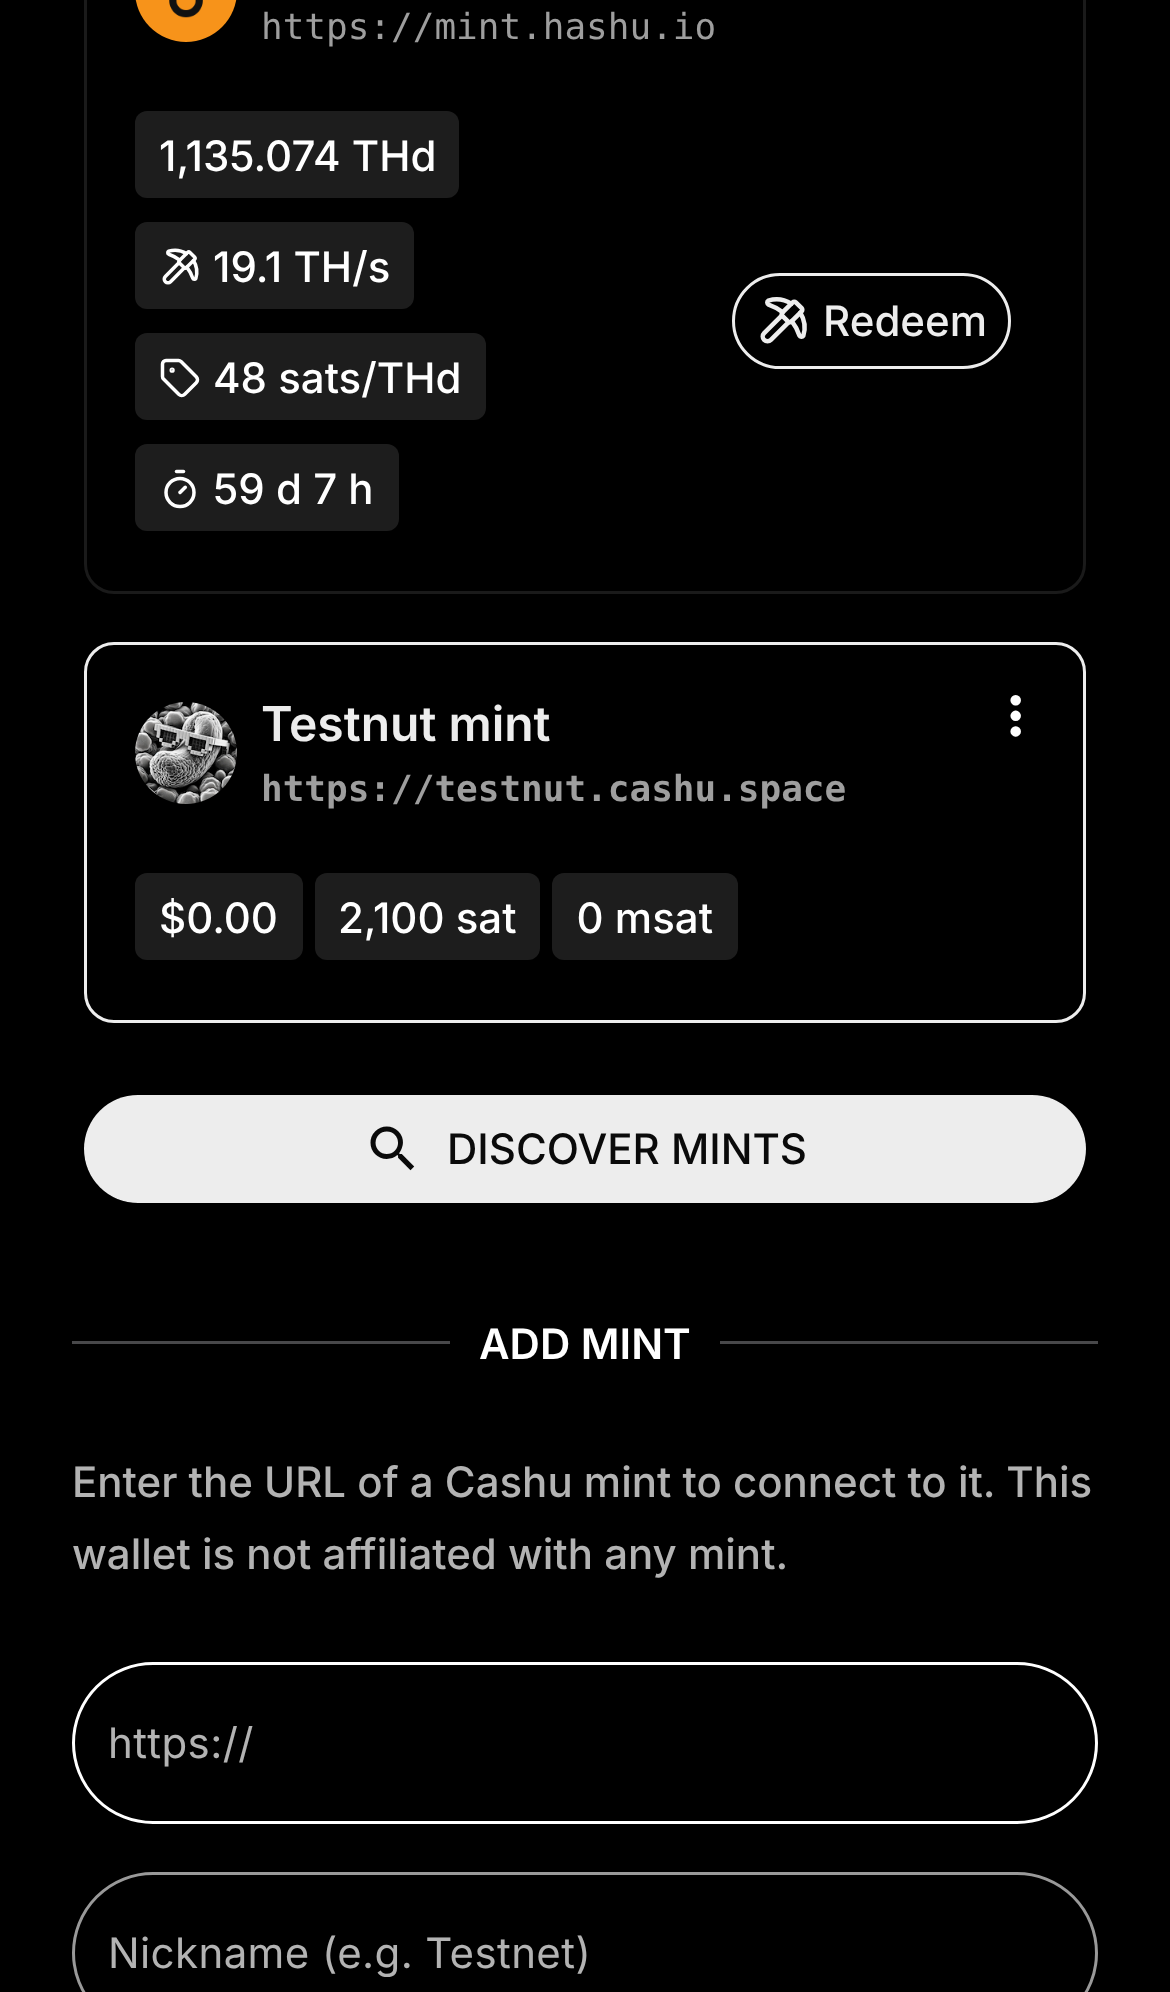 https://mint.hashu.io
1,135.074 THd
19.1 TH/s
Redeem
48 sats/THd
59 d 7 h
Testnut mint
https://testnut.cashu.space
$0.00 2,100 sat 0 msat
DISCOVER MINTS
ADD MINT
Enter the URL of a Cashu mint to connect to it. This
wallet is not affiliated with any mint.
https://
Nickname (e.g. Testnet)